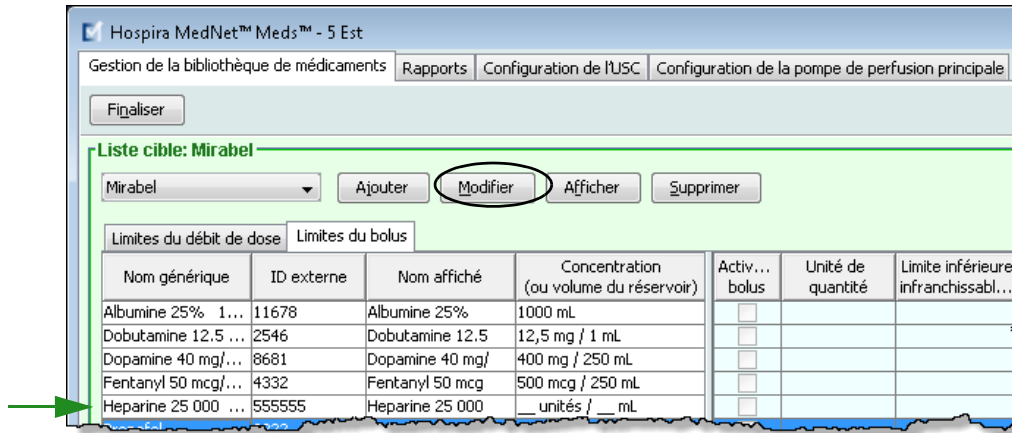 Hospira MedNet™ Meds™ - 5 Est
Gestion de la bibliothèque de médicaments Rapports Configuration de l'USC Configuration de la pompe de perfusion principale
Finaliser
Liste cible: Mirabel
Mirabel Ajouter Modifier Afficher Supprimer
Limites du débit de dose Limites du bolus
Nom générique ID externe Nom affiché Concentration (ou volume du réservoir) Activ... bolus Unité de quantité Limite inférieure infranchissabl...
Albumine 25% 1... 11678 Albumine 25% 1000 mL
Dobutamine 12.5 ... 2546 Dobutamine 12.5 12,5 mg / 1 mL
Dopamine 40 mg/... 8681 Dopamine 40 mg/ 400 mg / 250 mL
Fentanyl 50 mcg/... 4332 Fentanyl 50 mcg 500 mcg / 250 mL
Heparine 25 000 ... 555555 Heparine 25 000 __ unités / __ mL